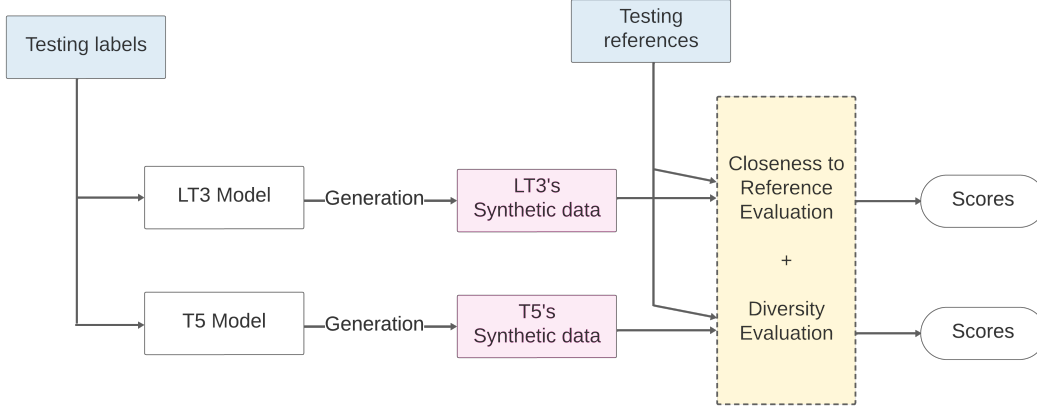 Testing labels
Testing
references
LT3 Model
Generation
LT3's
Synthetic data
Closeness to
Reference
Evaluation
+
Diversity
Evaluation
Scores
T5 Model
Generation
T5's
Synthetic data
Scores